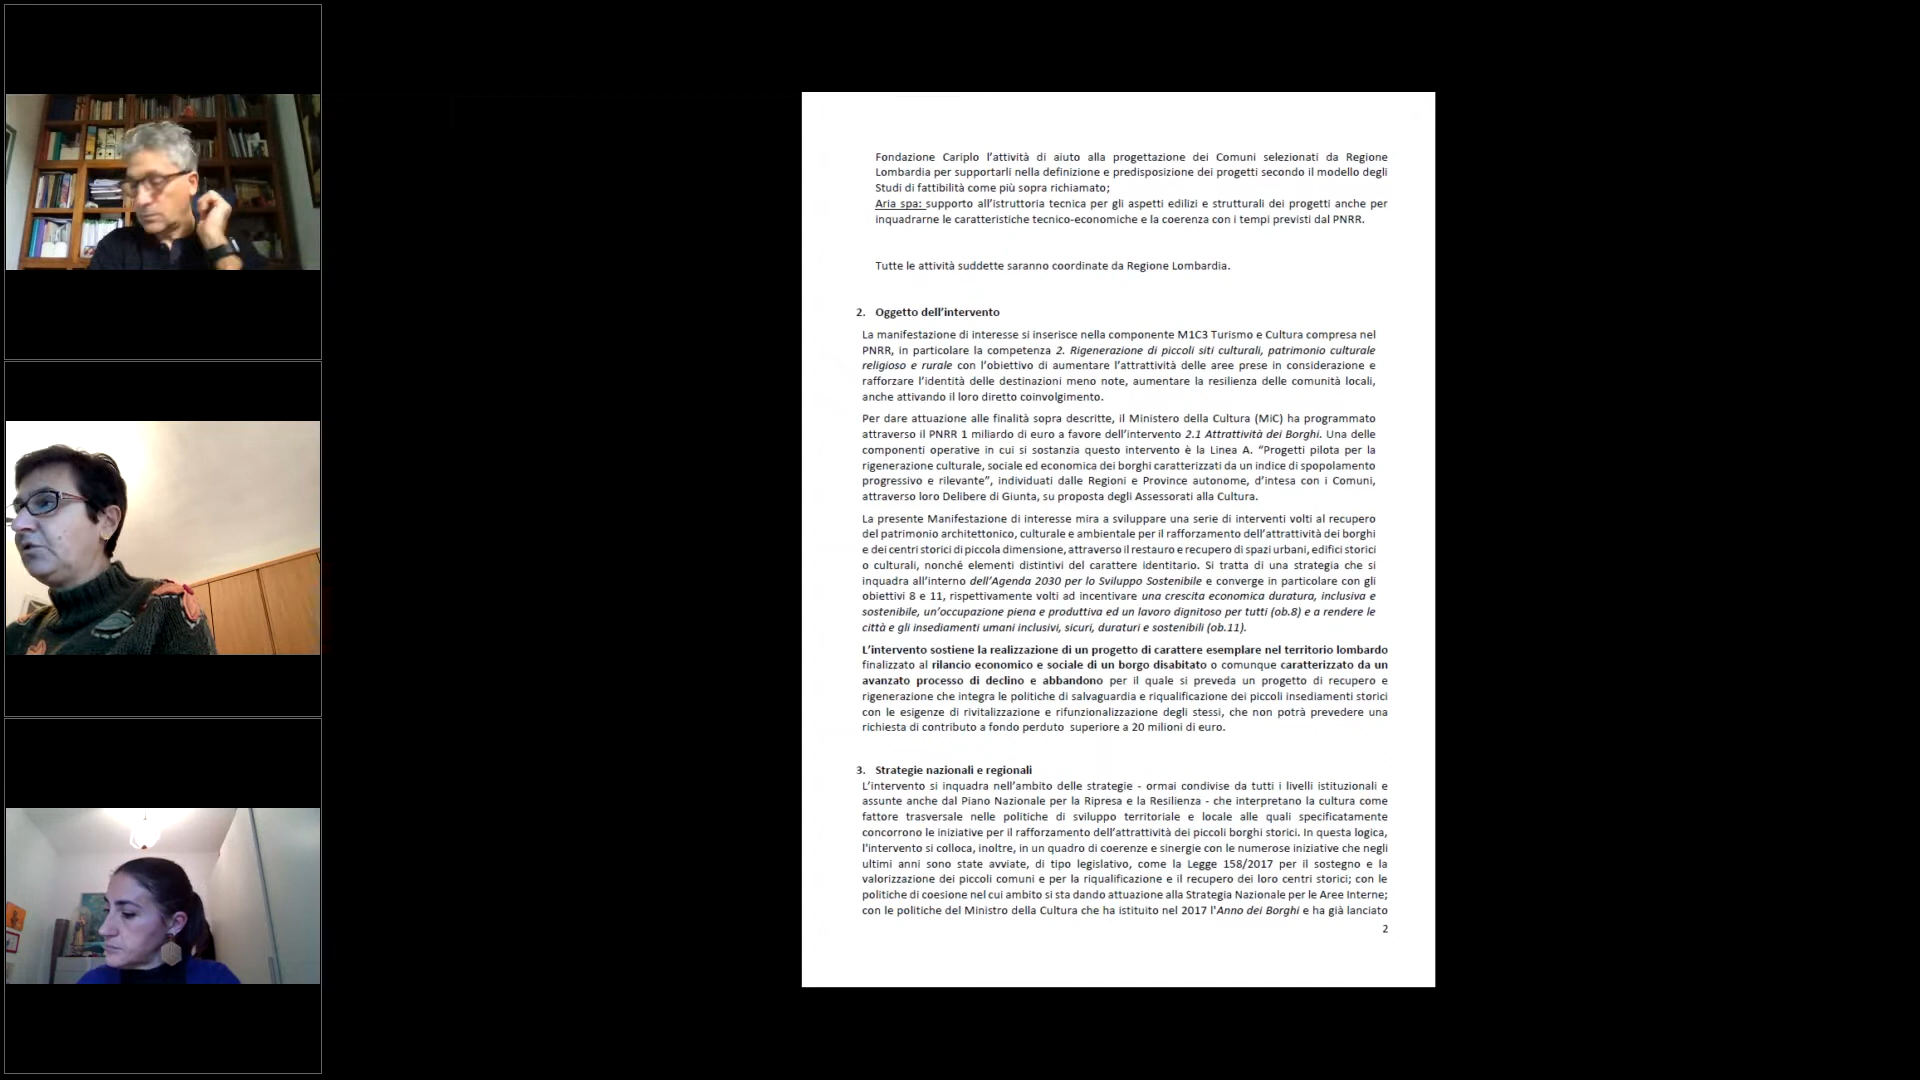 Fondazione Cariplo l’attività di aiuto alla progettazione dei Comuni selezionati da Regione
Lombardia per supportarli nella definizione e predisposizione dei progetti secondo il modello degli
Studi di fattibilità come più sopra richiamato;
Aria spa: supporto all’istruttoria tecnica per gli aspetti edilizi e strutturali dei progetti anche per
inquadrarne le caratteristiche tecnico-economiche e la coerenza con i tempi previsti dal PNRR.
Tutte le attività suddette saranno coordinate da Regione Lombardia.
2. Oggetto dell’intervento
La manifestazione di interesse si inserisce nella componente M1C3 Turismo e Cultura compresa nel
PNRR, in particolare la competenza 2. Rigenerazione di piccoli siti culturali, patrimonio culturale
religioso e rurale con l’obiettivo di aumentare l’attrattività delle aree prese in considerazione e
rafforzare l’identità delle destinazioni meno note, aumentare la resilienza delle comunità locali,
anche attivando il loro diretto coinvolgimento.
Per dare attuazione alle finalità sopra descritte, il Ministero della Cultura (MiC) ha programmato
attraverso il PNRR 1 miliardo di euro a favore dell’intervento 2.1 Attrattività dei Borghi. Una delle
componenti operative in cui si sostanzia questo intervento è la Linea A. “Progetti pilota per la
rigenerazione culturale, sociale ed economica dei borghi caratterizzati da un indice di spopolamento
progressivo e rilevante”, individuati dalle Regioni e Province autonome, d’intesa con i Comuni,
attraverso loro Delibere di Giunta, su proposta degli Assessorati alla Cultura.
La presente Manifestazione di interesse mira a sviluppare una serie di interventi volti al recupero
del patrimonio architettonico, culturale e ambientale per il rafforzamento dell’attrattività dei borghi
e dei centri storici di piccola dimensione, attraverso il restauro e recupero di spazi urbani, edifici storici
o culturali, nonché elementi distintivi del carattere identitario. Si tratta di una strategia che si
inquadra all’interno dell’Agenda 2030 per lo Sviluppo Sostenibile e converge in particolare con gli
obiettivi 8 e 11, rispettivamente volti ad incentivare una crescita economica duratura, inclusiva e
sostenibile, un’occupazione piena e produttiva ed un lavoro dignitoso per tutti (ob.8) e a rendere le
città e gli insediamenti umani inclusivi, sicuri, duraturi e sostenibili (ob.11).
L’intervento sostiene la realizzazione di un progetto di carattere esemplare nel territorio lombardo
finalizzato al rilancio economico e sociale di un borgo disabitato o comunque caratterizzato da un
avanzato processo di declino e abbandono per il quale si preveda un progetto di recupero e
rigenerazione che integra le politiche di salvaguardia e riqualificazione dei piccoli insediamenti storici
con le esigenze di rivitalizzazione e rifunzionalizzazione degli stessi, che non potrà prevedere una
richiesta di contributo a fondo perduto superiore a 20 milioni di euro.
3. Strategie nazionali e regionali
L’intervento si inquadra nell’ambito delle strategie - ormai condivise da tutti i livelli istituzionali e
assunte anche dal Piano Nazionale per la Ripresa e la Resilienza - che interpretano la cultura come
fattore trasversale nelle politiche di sviluppo territoriale e locale alle quali specificatamente
concorrono le iniziative per il rafforzamento dell’attrattività dei piccoli borghi storici. In questa logica,
l'intervento si colloca, inoltre, in un quadro di coerenze e sinergie con le numerose iniziative che negli
ultimi anni sono state avviate, di tipo legislativo, come la Legge 158/2017 per il sostegno e la
valorizzazione dei piccoli comuni e per la riqualificazione e il recupero dei loro centri storici; con le
politiche di coesione nel cui ambito si sta dando attuazione alla Strategia Nazionale per le Aree Interne;
con le politiche del Ministro della Cultura che ha istituito nel 2017 l'Anno dei Borghi e ha già lanciato
2